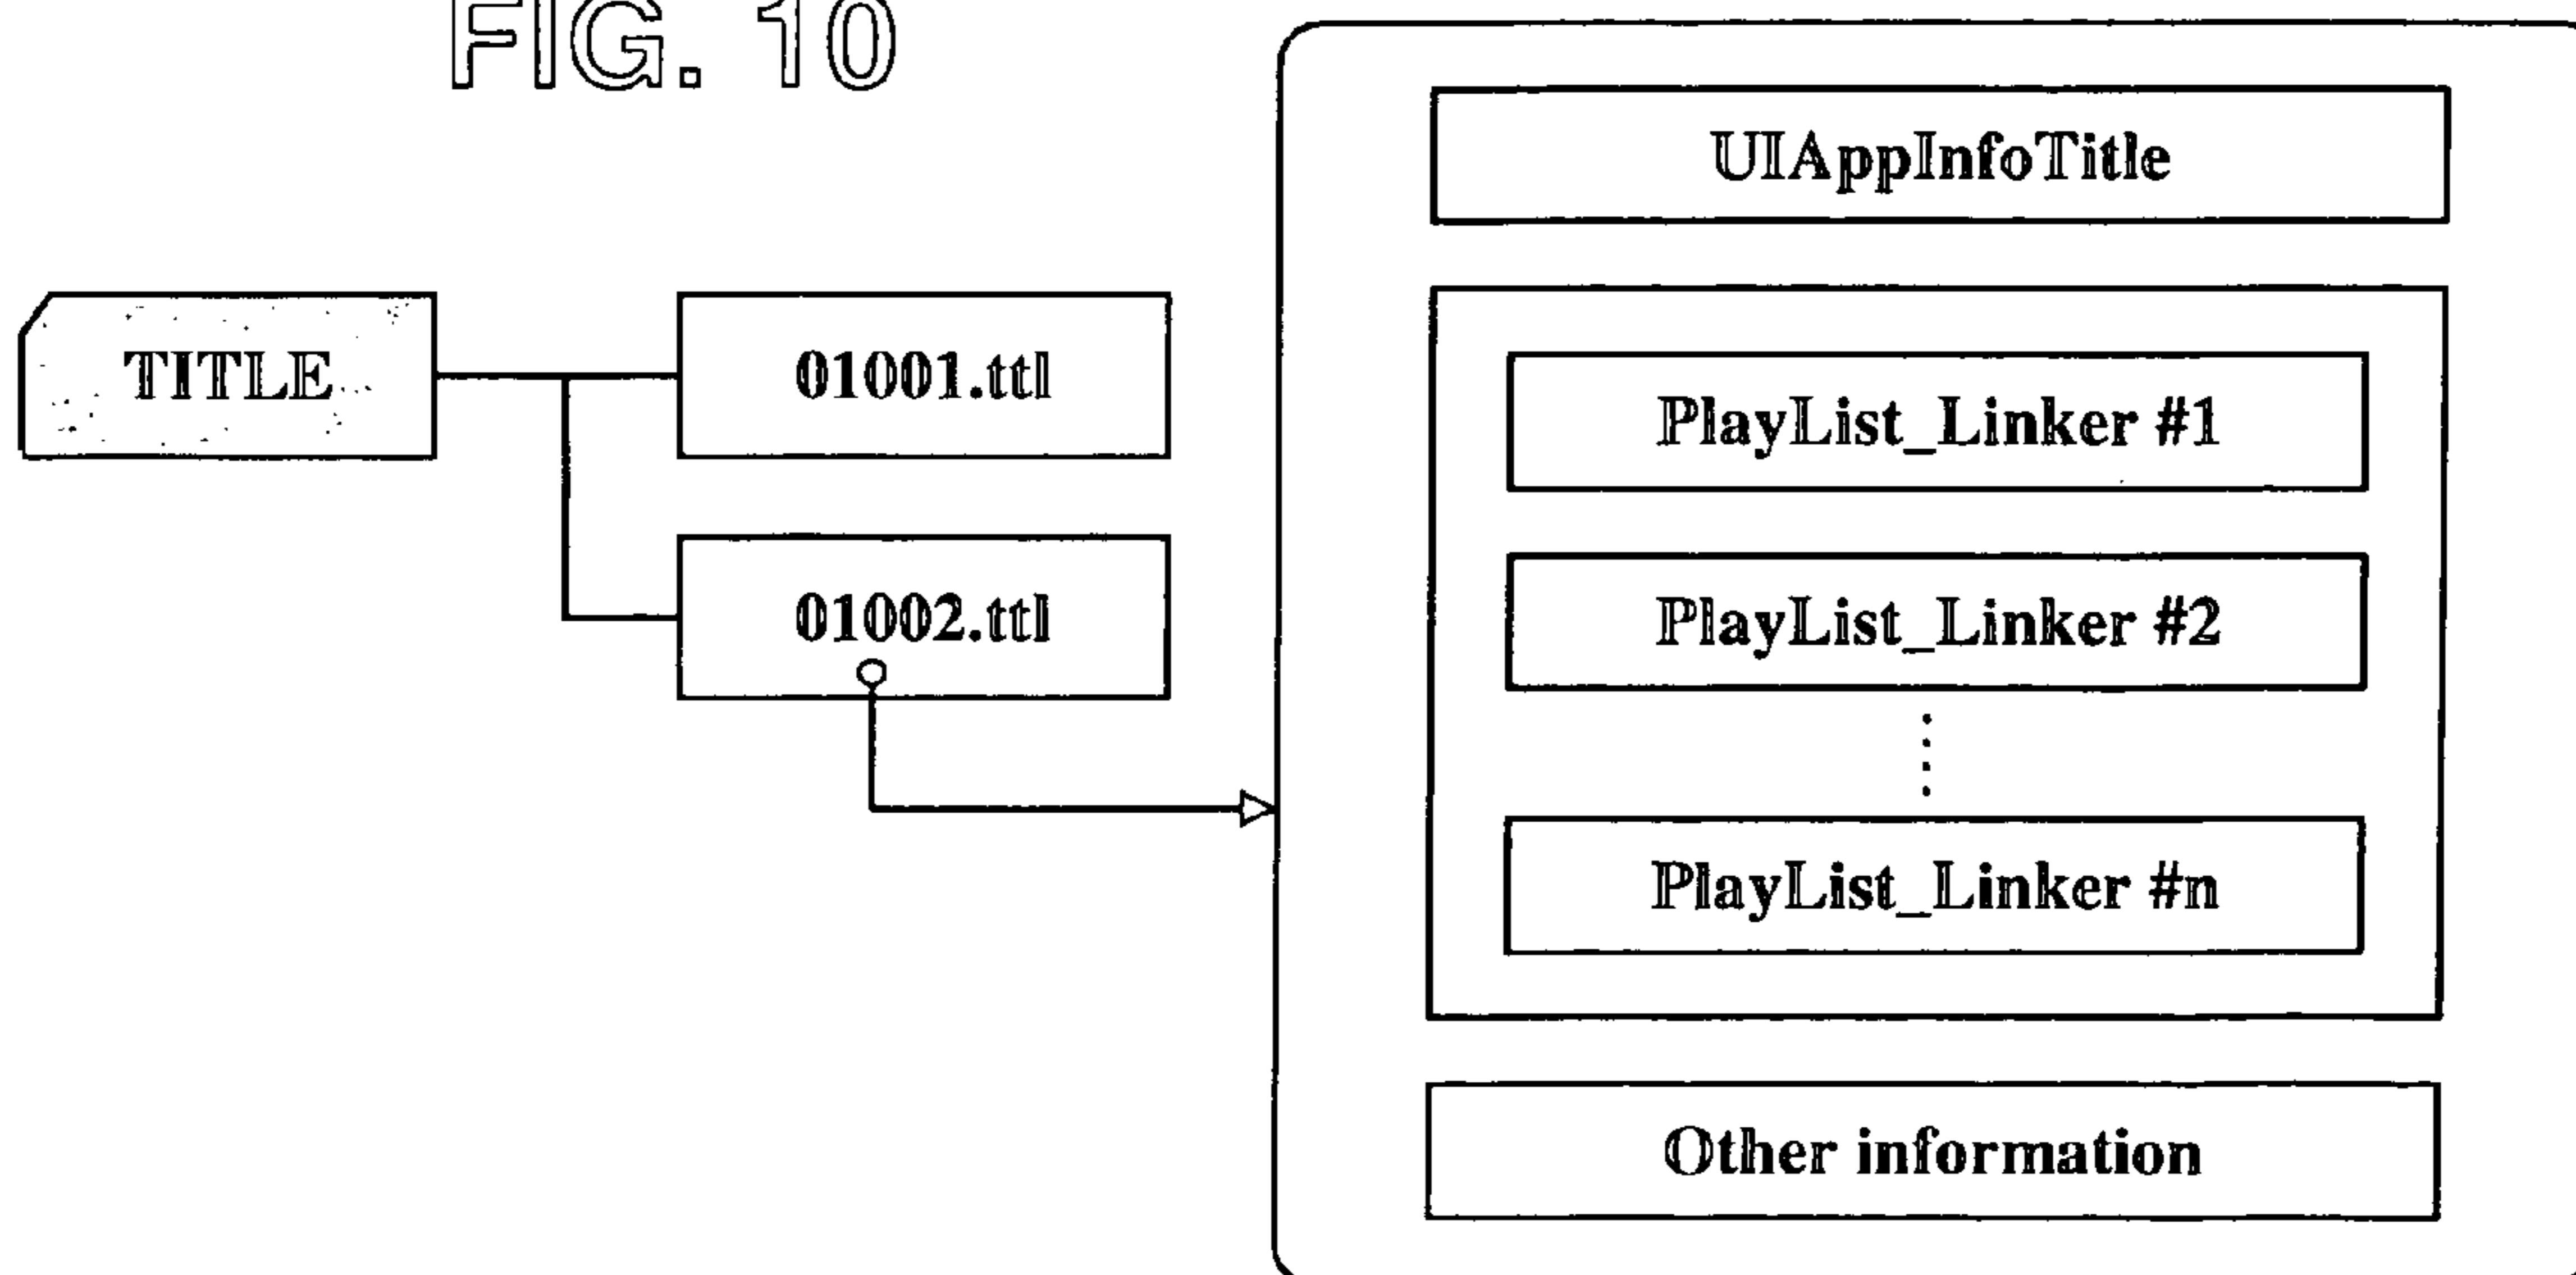 FIG. 10
UIAppInfoTitle
TITLE
01001.ttl
01002.ttl
PlayList_Linker #1
PlayList_Linker #2
PlayList_Linker #n
Other information